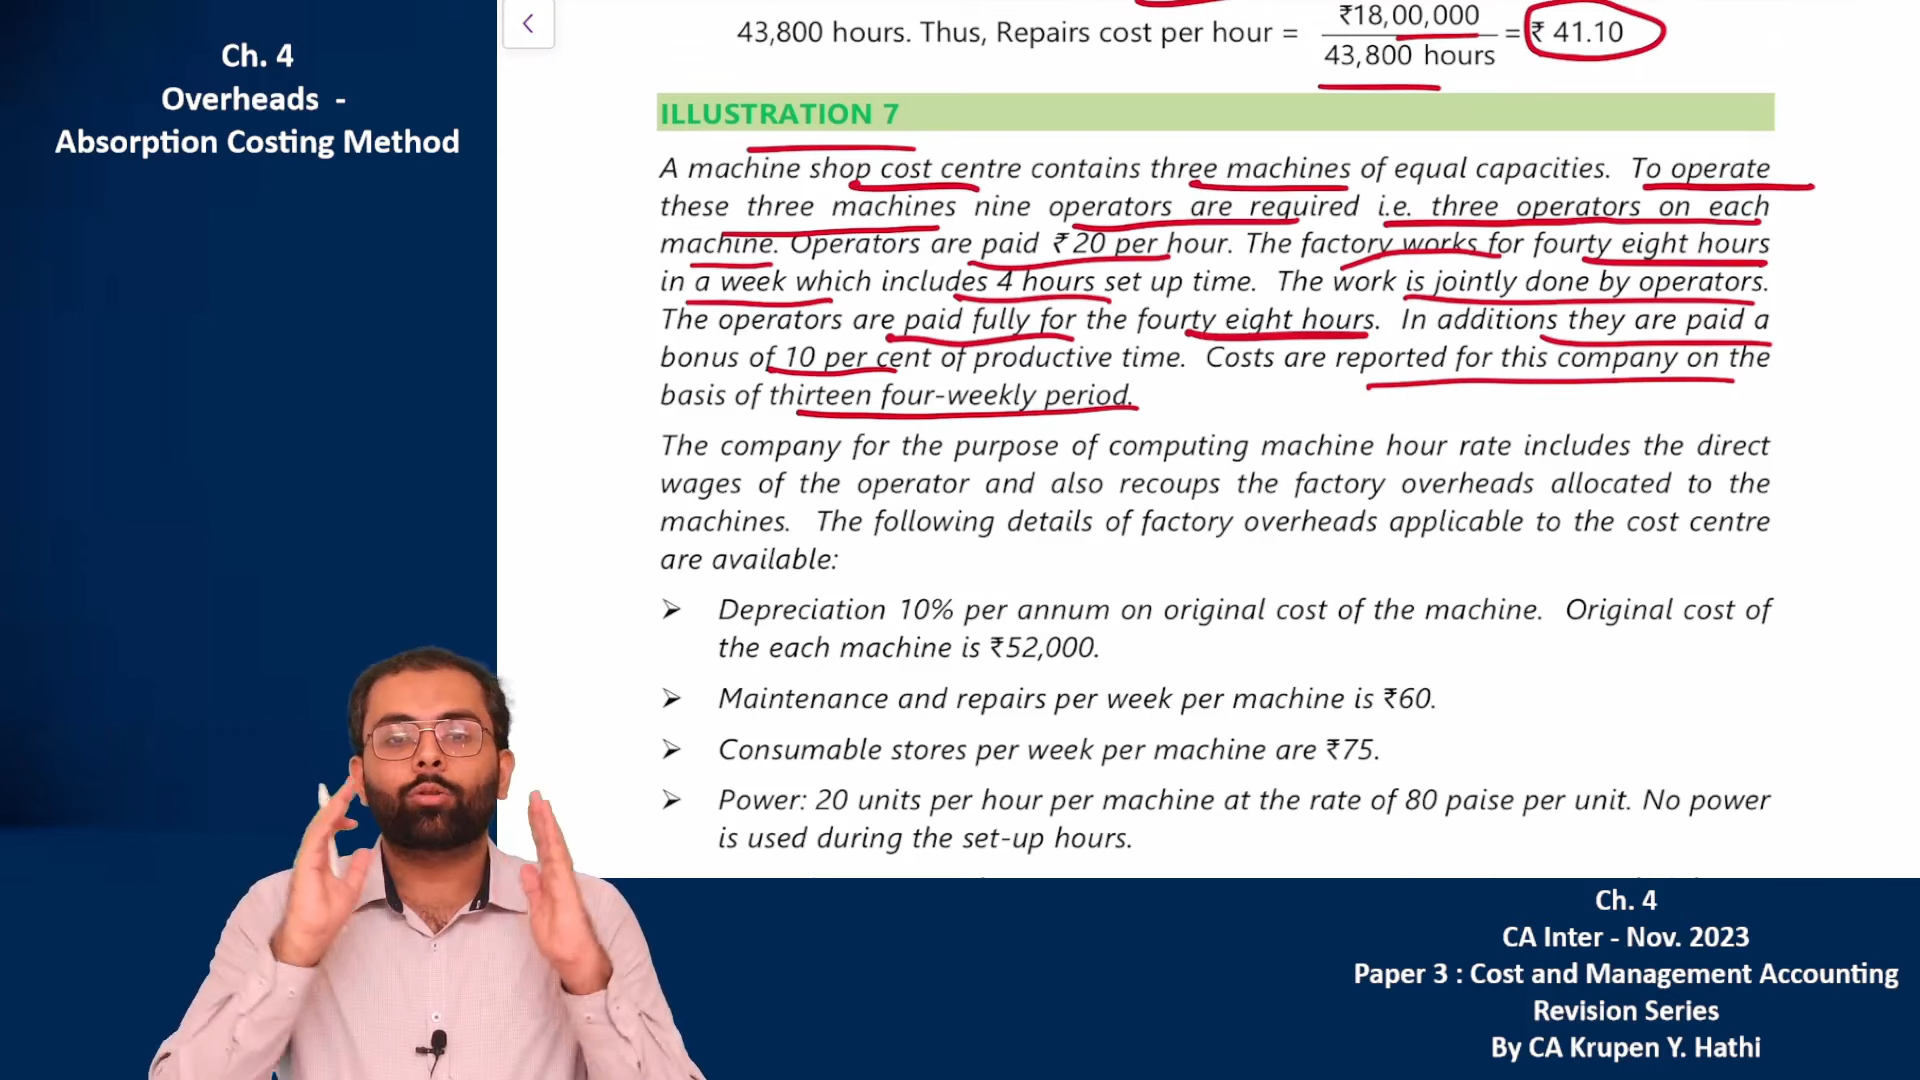 Ch. 4
Overheads  -
Absorption Costing Method
43,800 hours. Thus, Repairs cost per hour = ₹18,00,000 / 43,800 hours = ₹ 41.10
ILLUSTRATION 7
A machine shop cost centre contains three machines of equal capacities.  To operate
these three machines nine operators are required i.e. three operators on each
machine. Operators are paid ₹20 per hour. The factory works for fourty eight hours
in a week which includes 4 hours set up time.  The work is jointly done by operators.
The operators are paid fully for the fourty eight hours.  In additions they are paid a
bonus of 10 per cent of productive time.  Costs are reported for this company on the
basis of thirteen four-weekly period.
The company for the purpose of computing machine hour rate includes the direct
wages of the operator and also recoups the factory overheads allocated to the
machines.  The following details of factory overheads applicable to the cost centre
are available:
➢ Depreciation 10% per annum on original cost of the machine.  Original cost of
the each machine is ₹52,000.
➢ Maintenance and repairs per week per machine is ₹60.
➢ Consumable stores per week per machine are ₹75.
➢ Power: 20 units per hour per machine at the rate of 80 paise per unit. No power
is used during the set-up hours.
Ch. 4
CA Inter - Nov. 2023
Paper 3 : Cost and Management Accounting
Revision Series
By CA Krupen Y. Hathi